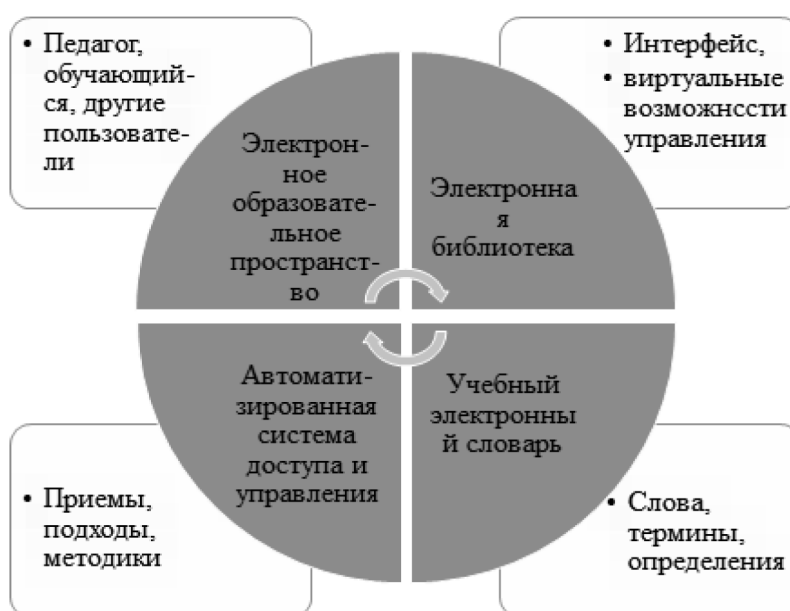 • Педагог,
обучающий-
ся, другие
пользовате-
ли
• Интерфейс,
• виртуальные
возможнссти
управления
Электрон-
ное
образовате-
льное
пространст-
во
Электронна
я
библиотека
Автомати-
зированная
система
доступа и
управления
Учебный
электронны
й словарь
• Приемы,
подходы,
методики
• Слова,
термины,
определения